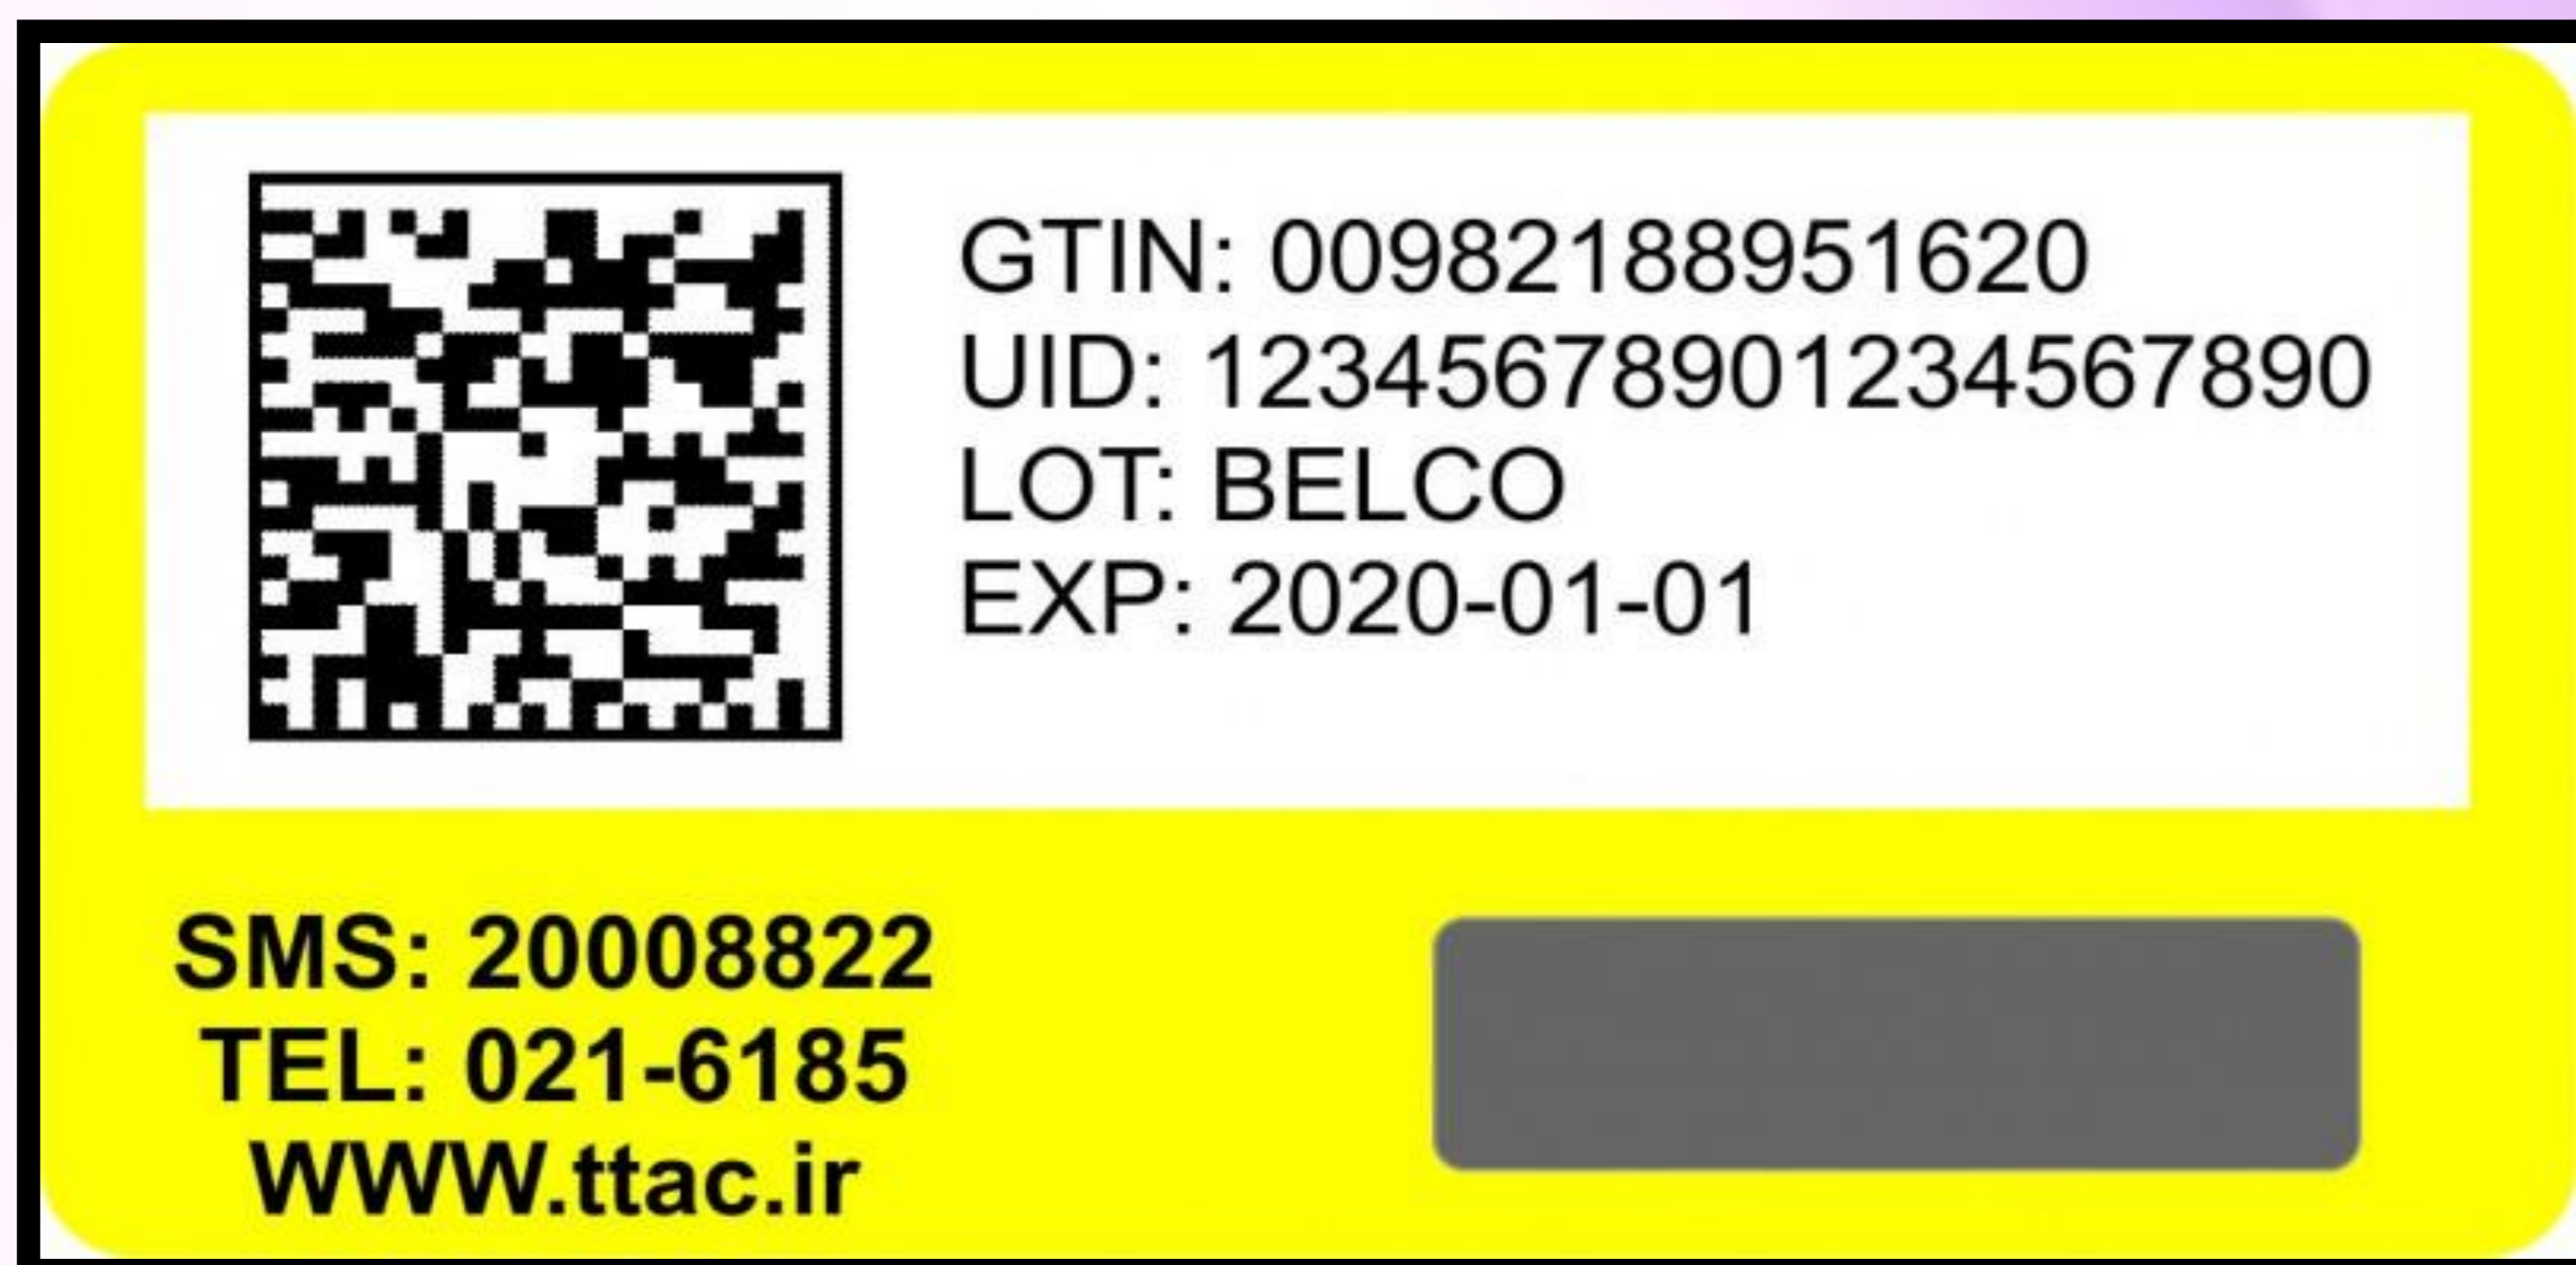 GTIN: 00982188951620
UID: 12345678901234567890
LOT: BELCO
EXP: 2020-01-01
SMS: 20008822
TEL: 021-6185
WWW.ttac.ir